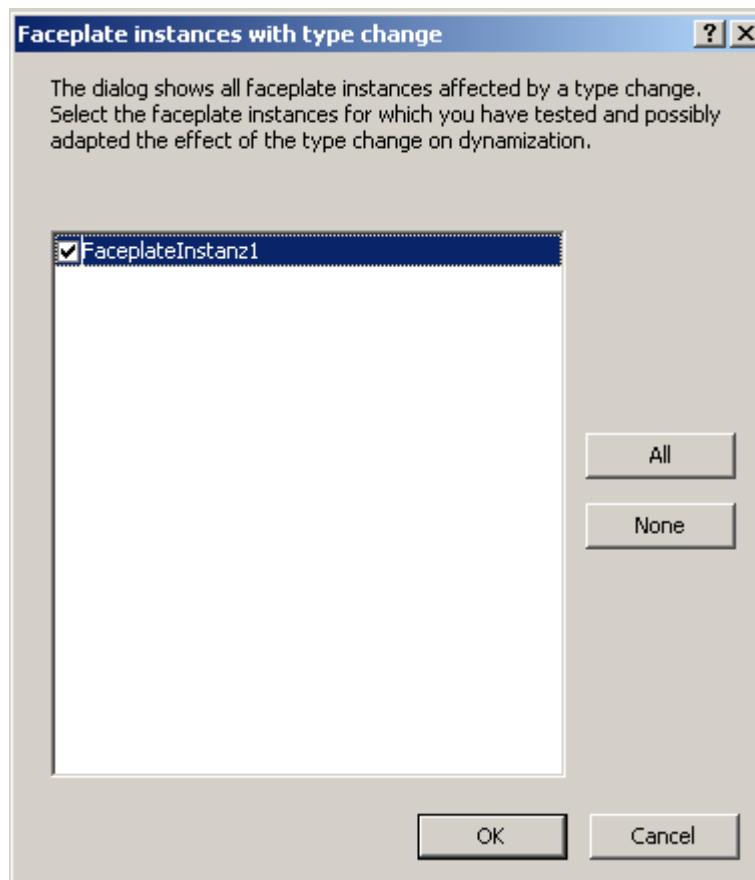 Faceplate instances with type change
The dialog shows all faceplate instances affected by a type change.
Select the faceplate instances for which you have tested and possibly
adapted the effect of the type change on dynamization.
FaceplateInstanz1
All
None
OK
Cancel